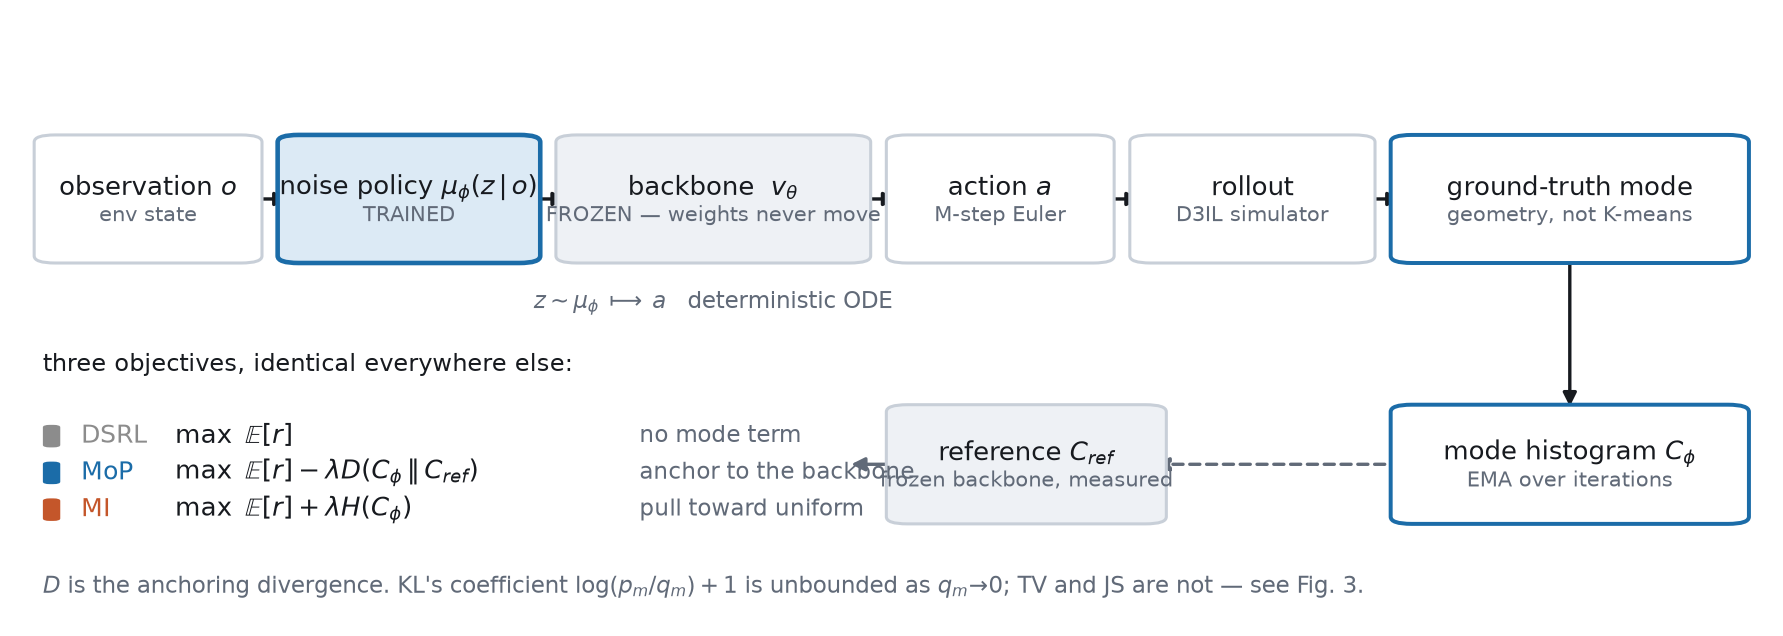 observation o
env state
noise policy μϕ(z | o)
TRAINED
backbone vθ
FROZEN — weights never move
action a
M-step Euler
rollout
D3IL simulator
ground-truth mode
geometry, not K-means
z ~ μϕ ⟼ a deterministic ODE
three objectives, identical everywhere else:
DSRL max 𝔼[r] no mode term
MoP max 𝔼[r] − λD(Cϕ ∥ Cref) anchor to the backbone
MI max 𝔼[r] + λH(Cϕ) pull toward uniform
reference Cref
frozen backbone, measured
mode histogram Cϕ
EMA over iterations
D is the anchoring divergence. KL's coefficient log(pm/qm) + 1 is unbounded as qm→0; TV and JS are not — see Fig. 3.